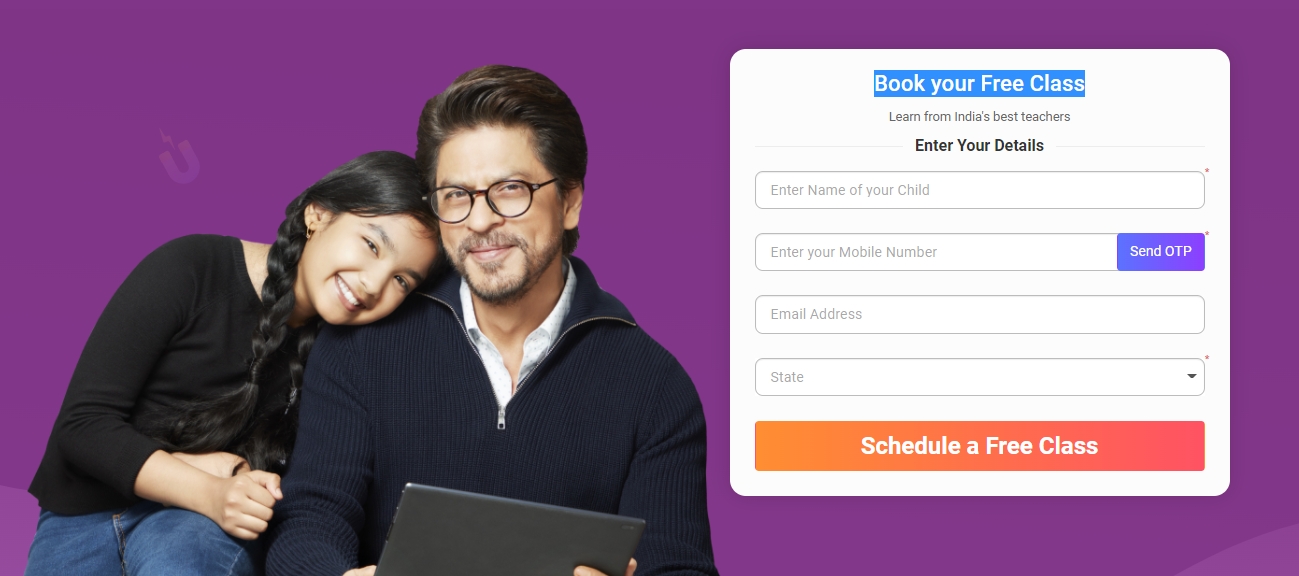 Book your Free Class
Learn from India's best teachers
Enter Your Details
*
Enter Name of your Child
*
Enter your Mobile Number
Send OTP
Email Address
*
State
Schedule a Free Class